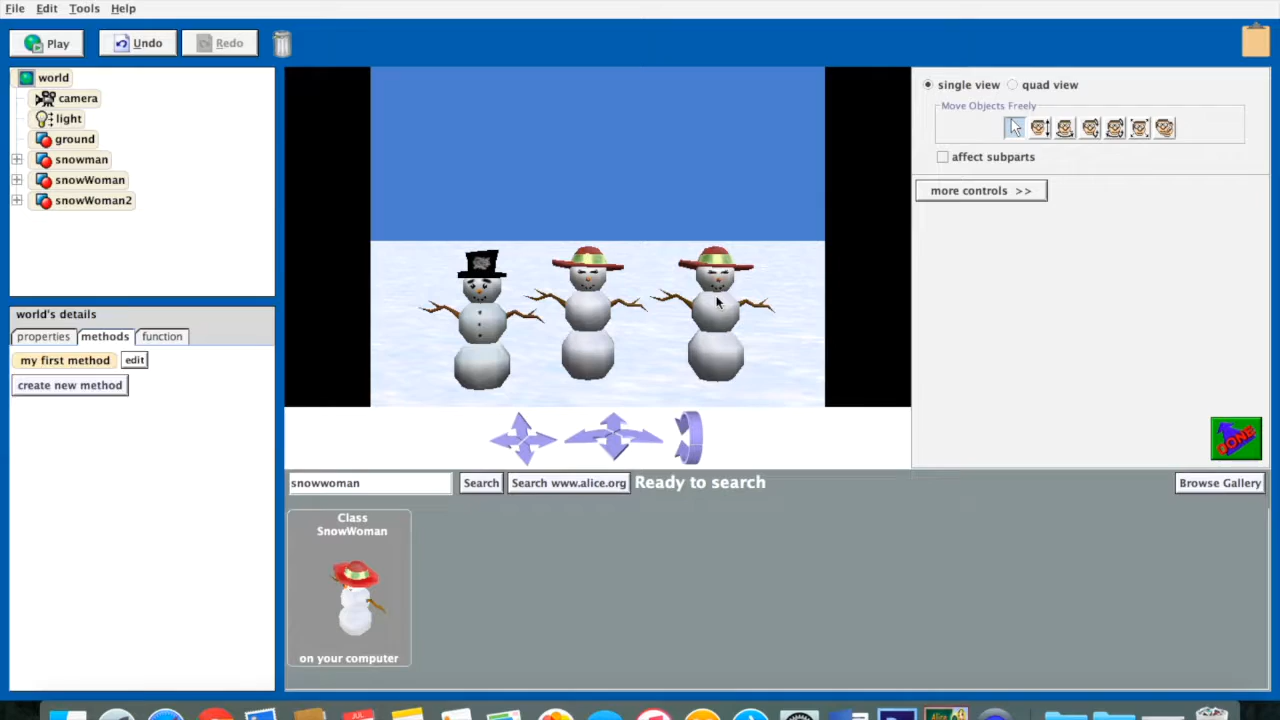 File Edit Tools Help
Play Undo Redo
world
camera
light
ground
snowman
snowWoman
snowWoman2
world's details
properties methods function
my first method edit
create new method
single view quad view
Move Objects Freely
affect subparts
more controls >>
DONE
snowwoman Search Search www.alice.org Ready to search Browse Gallery
Class
SnowWoman
on your computer
JUL